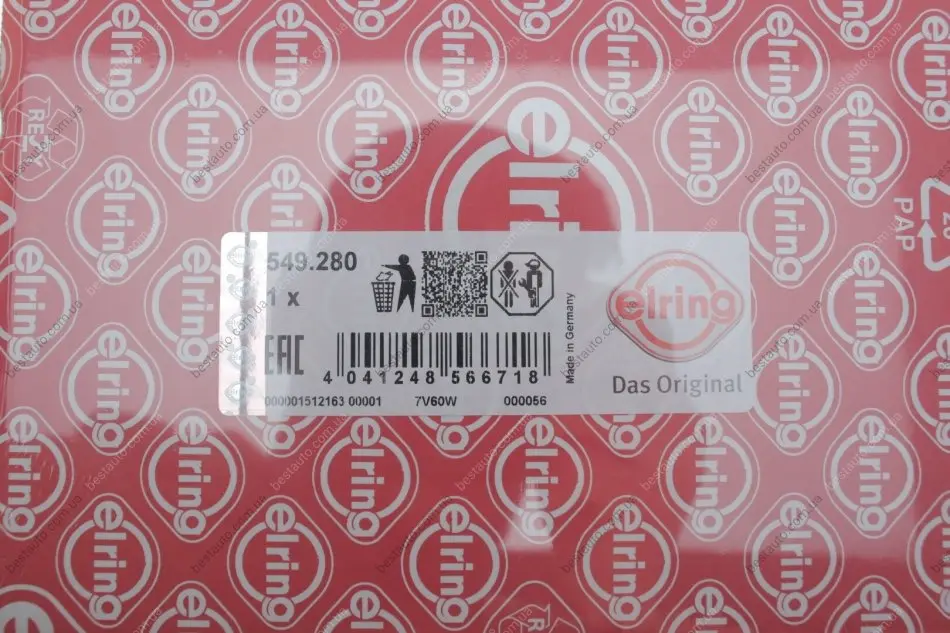 elring
549.280
1 x
EAC
4 041248 566718
Made in Germany
000001512163 00001 7V60W 000056
elring
Das Original
PAP
bestauto.com.ua